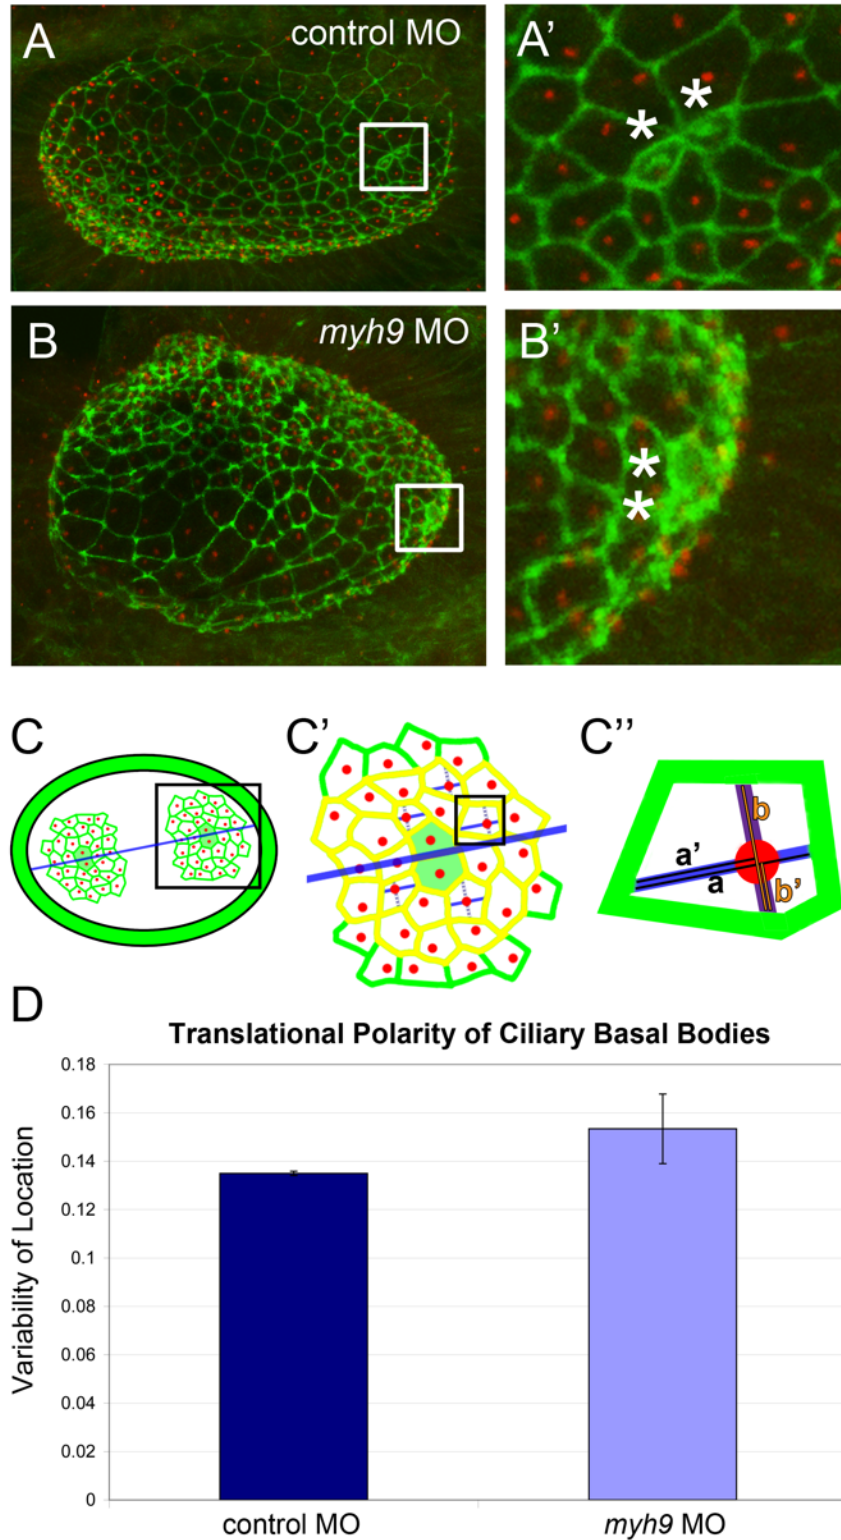 A
control MO
A’
*
*
B
myh9 MO
B’
*
*
C
C’
C’’
a’
a
b
b’
D
Translational Polarity of Ciliary Basal Bodies
Variability of Location
0.18
0.16
0.14
0.12
0.1
0.08
0.06
0.04
0.02
0
control MO
myh9 MO